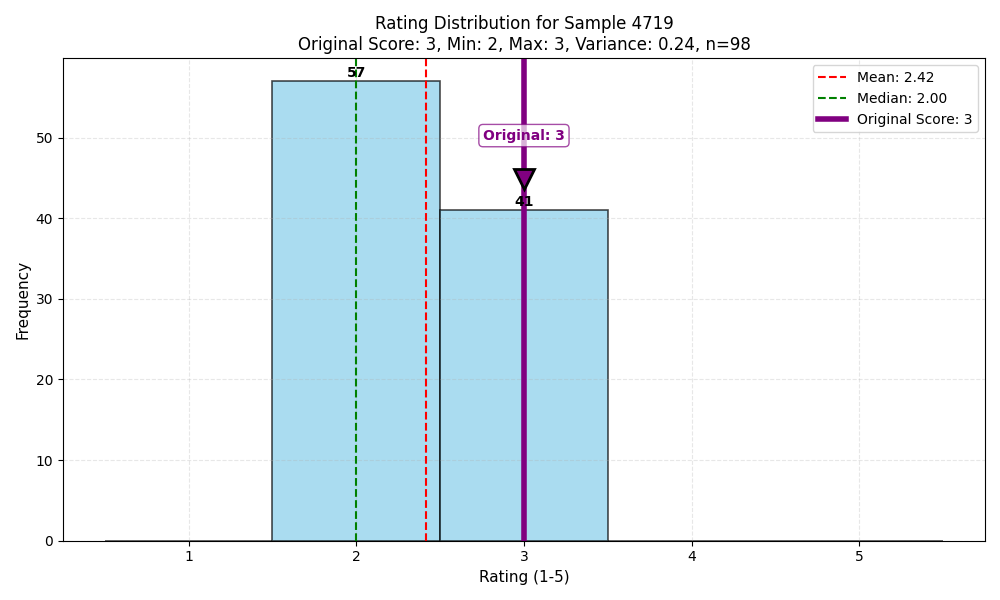 Rating Distribution for Sample 4719
Original Score: 3, Min: 2, Max: 3, Variance: 0.24, n=98
Mean: 2.42
Median: 2.00
Original Score: 3
57
Original: 3
41
Frequency
50
40
30
20
10
0
1 2 3 4 5
Rating (1-5)